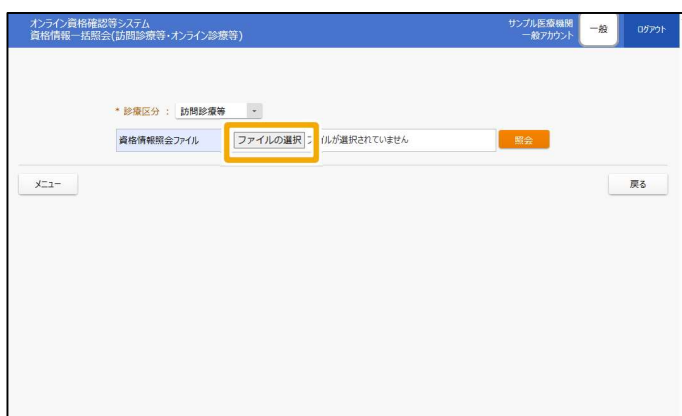 オンライン資格確認等システム
資格情報一括照会(訪問診療等・オンライン診療等)
サンプル医療機関
一般アカウント
一般
ログアウト
* 診療区分 : 訪問診療等
資格情報照会ファイル ファイルの選択 イルが選択されていません 照会
メニュー 戻る